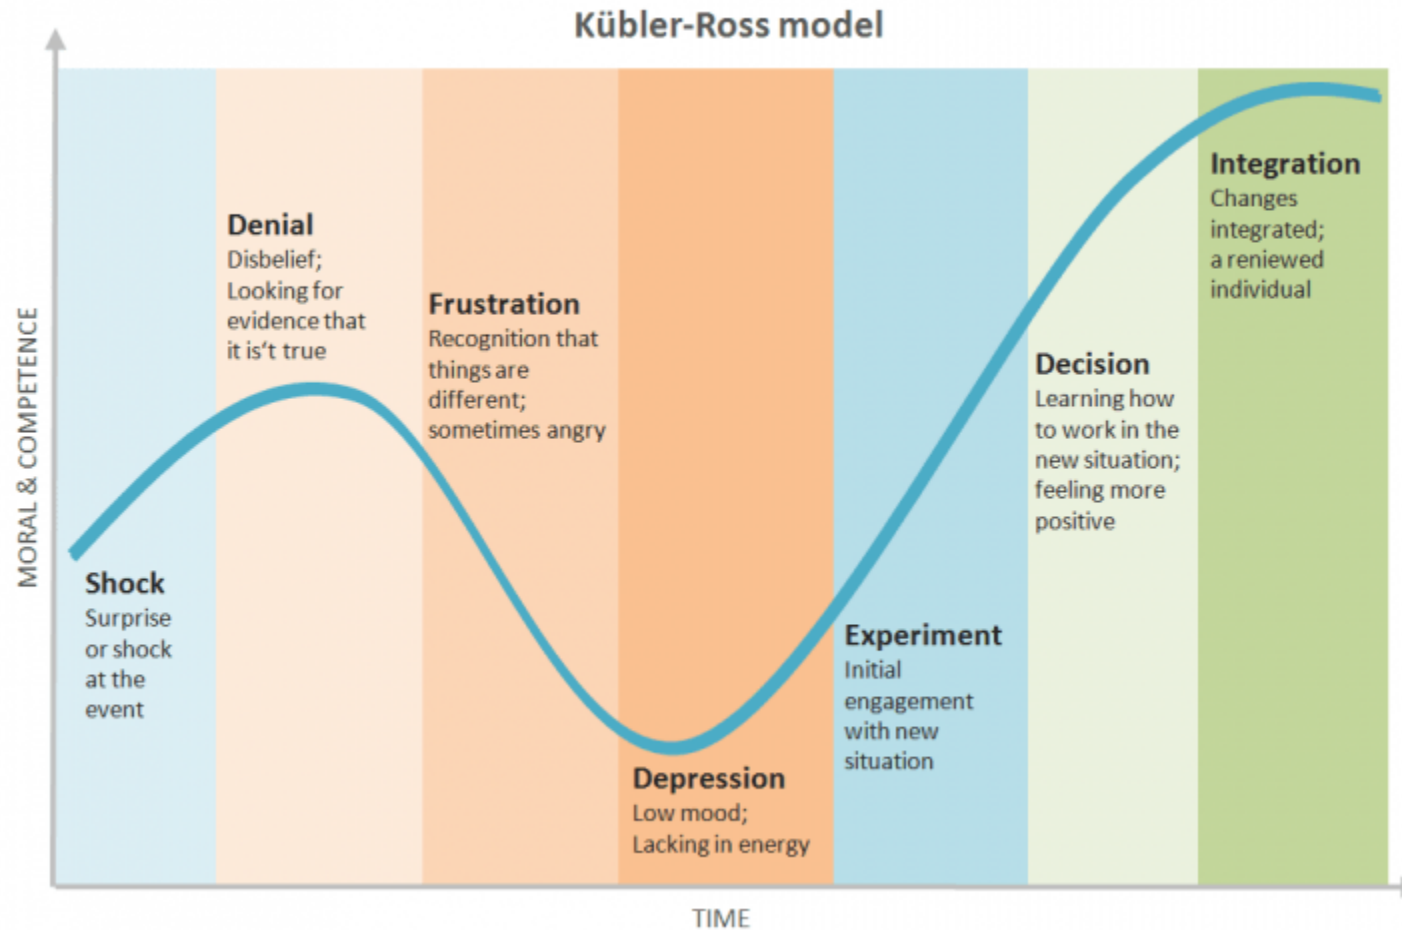 Kübler-Ross model
MORAL & COMPETENCE
Shock
Surprise
or shock
at the
event
Denial
Disbelief;
Looking for
evidence that
it is't true
Frustration
Recognition that
things are
different;
sometimes angry
Depression
Low mood;
Lacking in energy
Experiment
Initial
engagement
with new
situation
Decision
Learning how
to work in the
new situation;
feeling more
positive
Integration
Changes
integrated;
a reniewed
individual
TIME